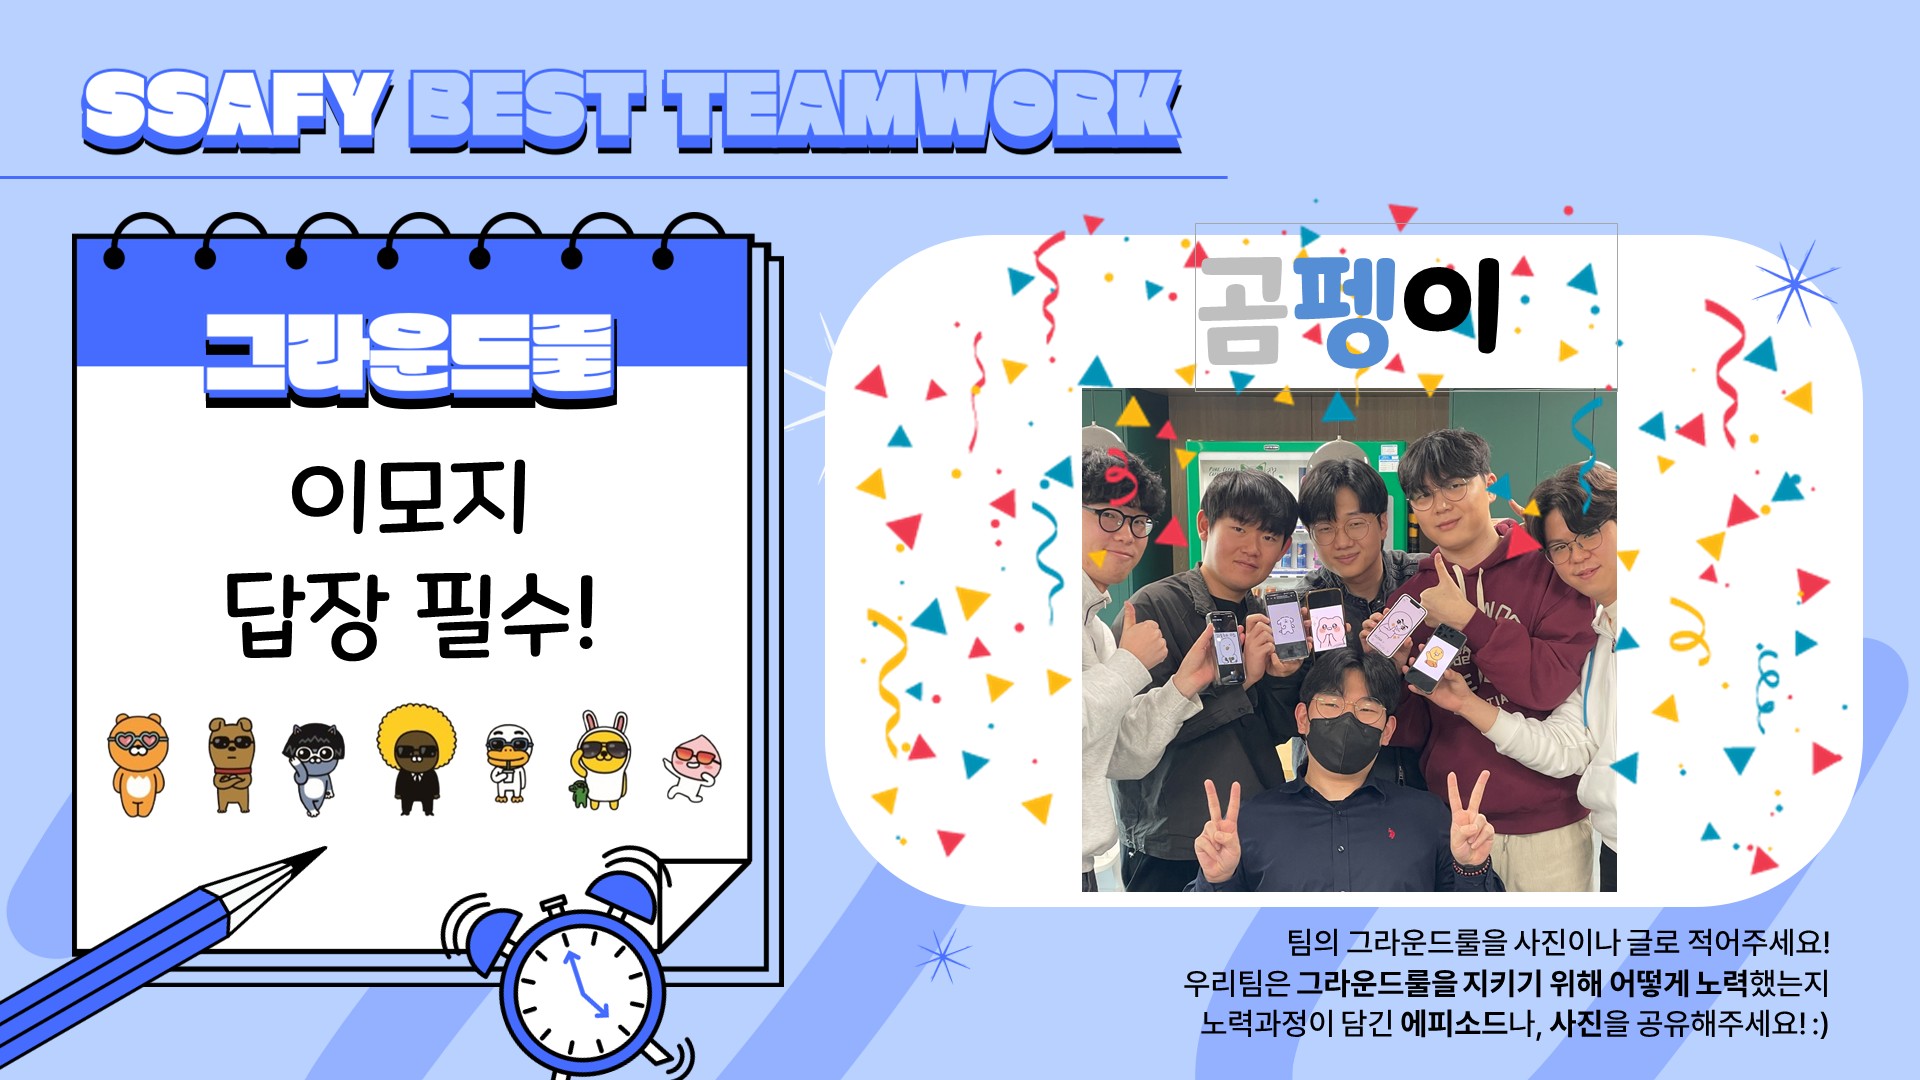 SSAFY BEST TEAMWORK
그라운드룰
이모지
답장 필수!
곰펭이
팀의 그라운드룰을 사진이나 글로 적어주세요!
우리팀은 그라운드룰을 지키기 위해 어떻게 노력했는지
노력과정이 담긴 에피소드나, 사진을 공유해주세요! :)